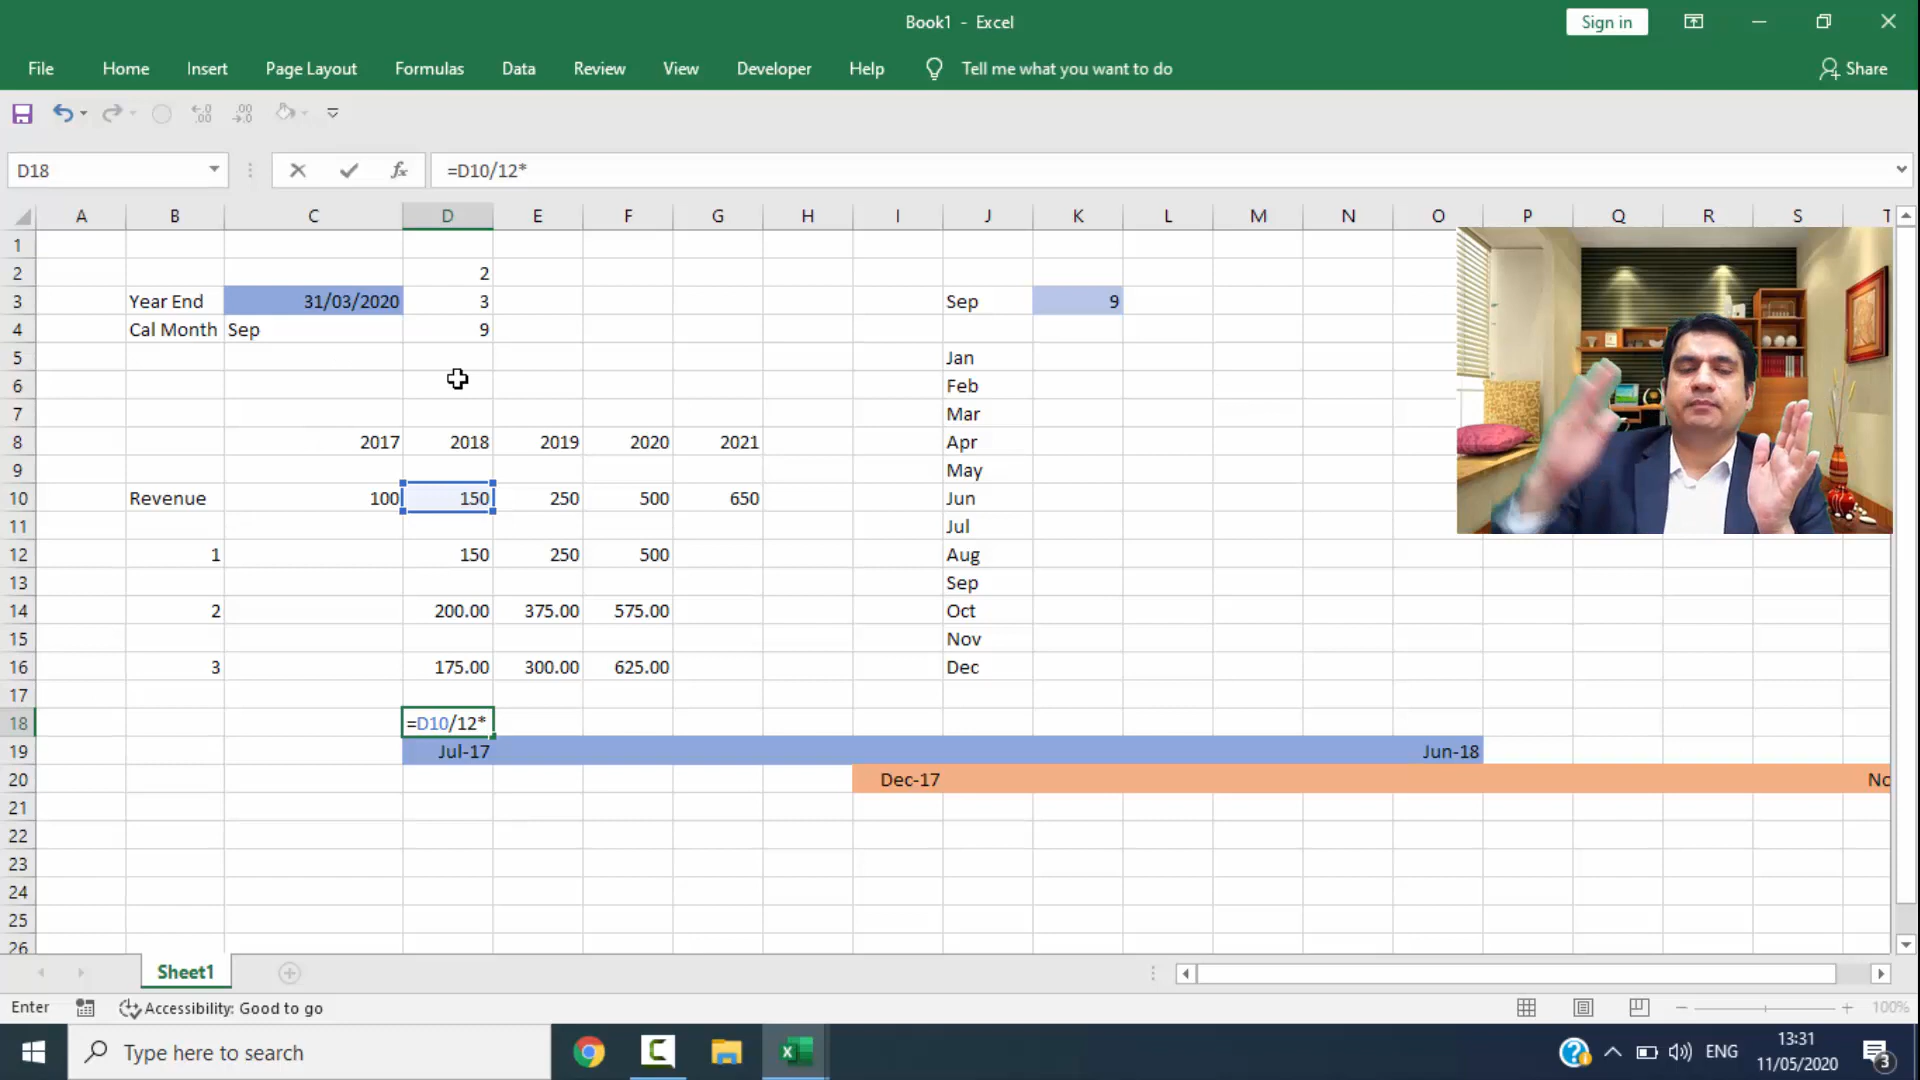 Book1 - Excel
Sign in
File Home Insert Page Layout Formulas Data Review View Developer Help Tell me what you want to do Share
D18 fx =D10/12*
A B C D E F G H I J K L M N O P Q R S T
1
2 2
3 Year End 31/03/2020 3 Sep 9
4 Cal Month Sep 9
5 Jan
6 Feb
7 Mar
8 2017 2018 2019 2020 2021 Apr
9 May
10 Revenue 100 150 250 500 650 Jun
11 Jul
12 1 150 250 500 Aug
13 Sep
14 2 200.00 375.00 575.00 Oct
15 Nov
16 3 175.00 300.00 625.00 Dec
17
18 =D10/12*
19 Jul-17 Jun-18
20 Dec-17 No
21
22
23
24
25
26
Sheet1
Enter Accessibility: Good to go 100%
Type here to search
ENG
13:31
11/05/2020
3